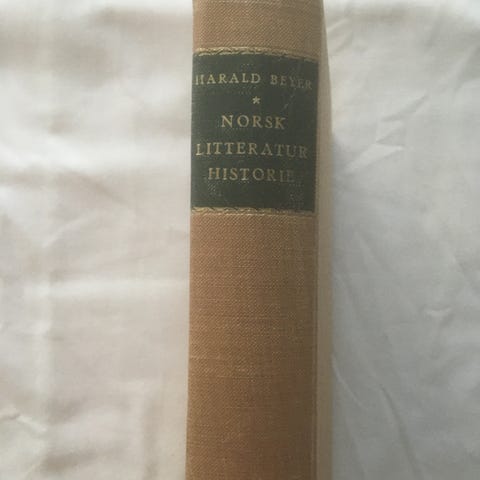 HARALD BEYER
*
NORSK
LITTERATUR
HISTORIE